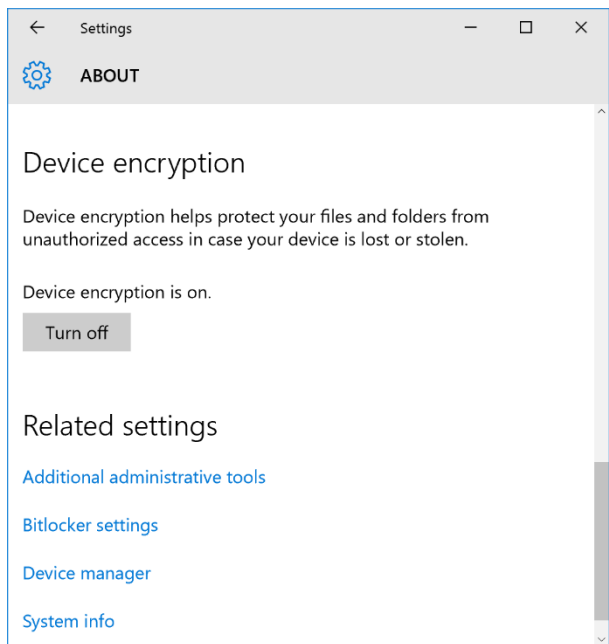 Settings
ABOUT
Device encryption
Device encryption helps protect your files and folders from
unauthorized access in case your device is lost or stolen.
Device encryption is on.
Turn off
Related settings
Additional administrative tools
Bitlocker settings
Device manager
System info